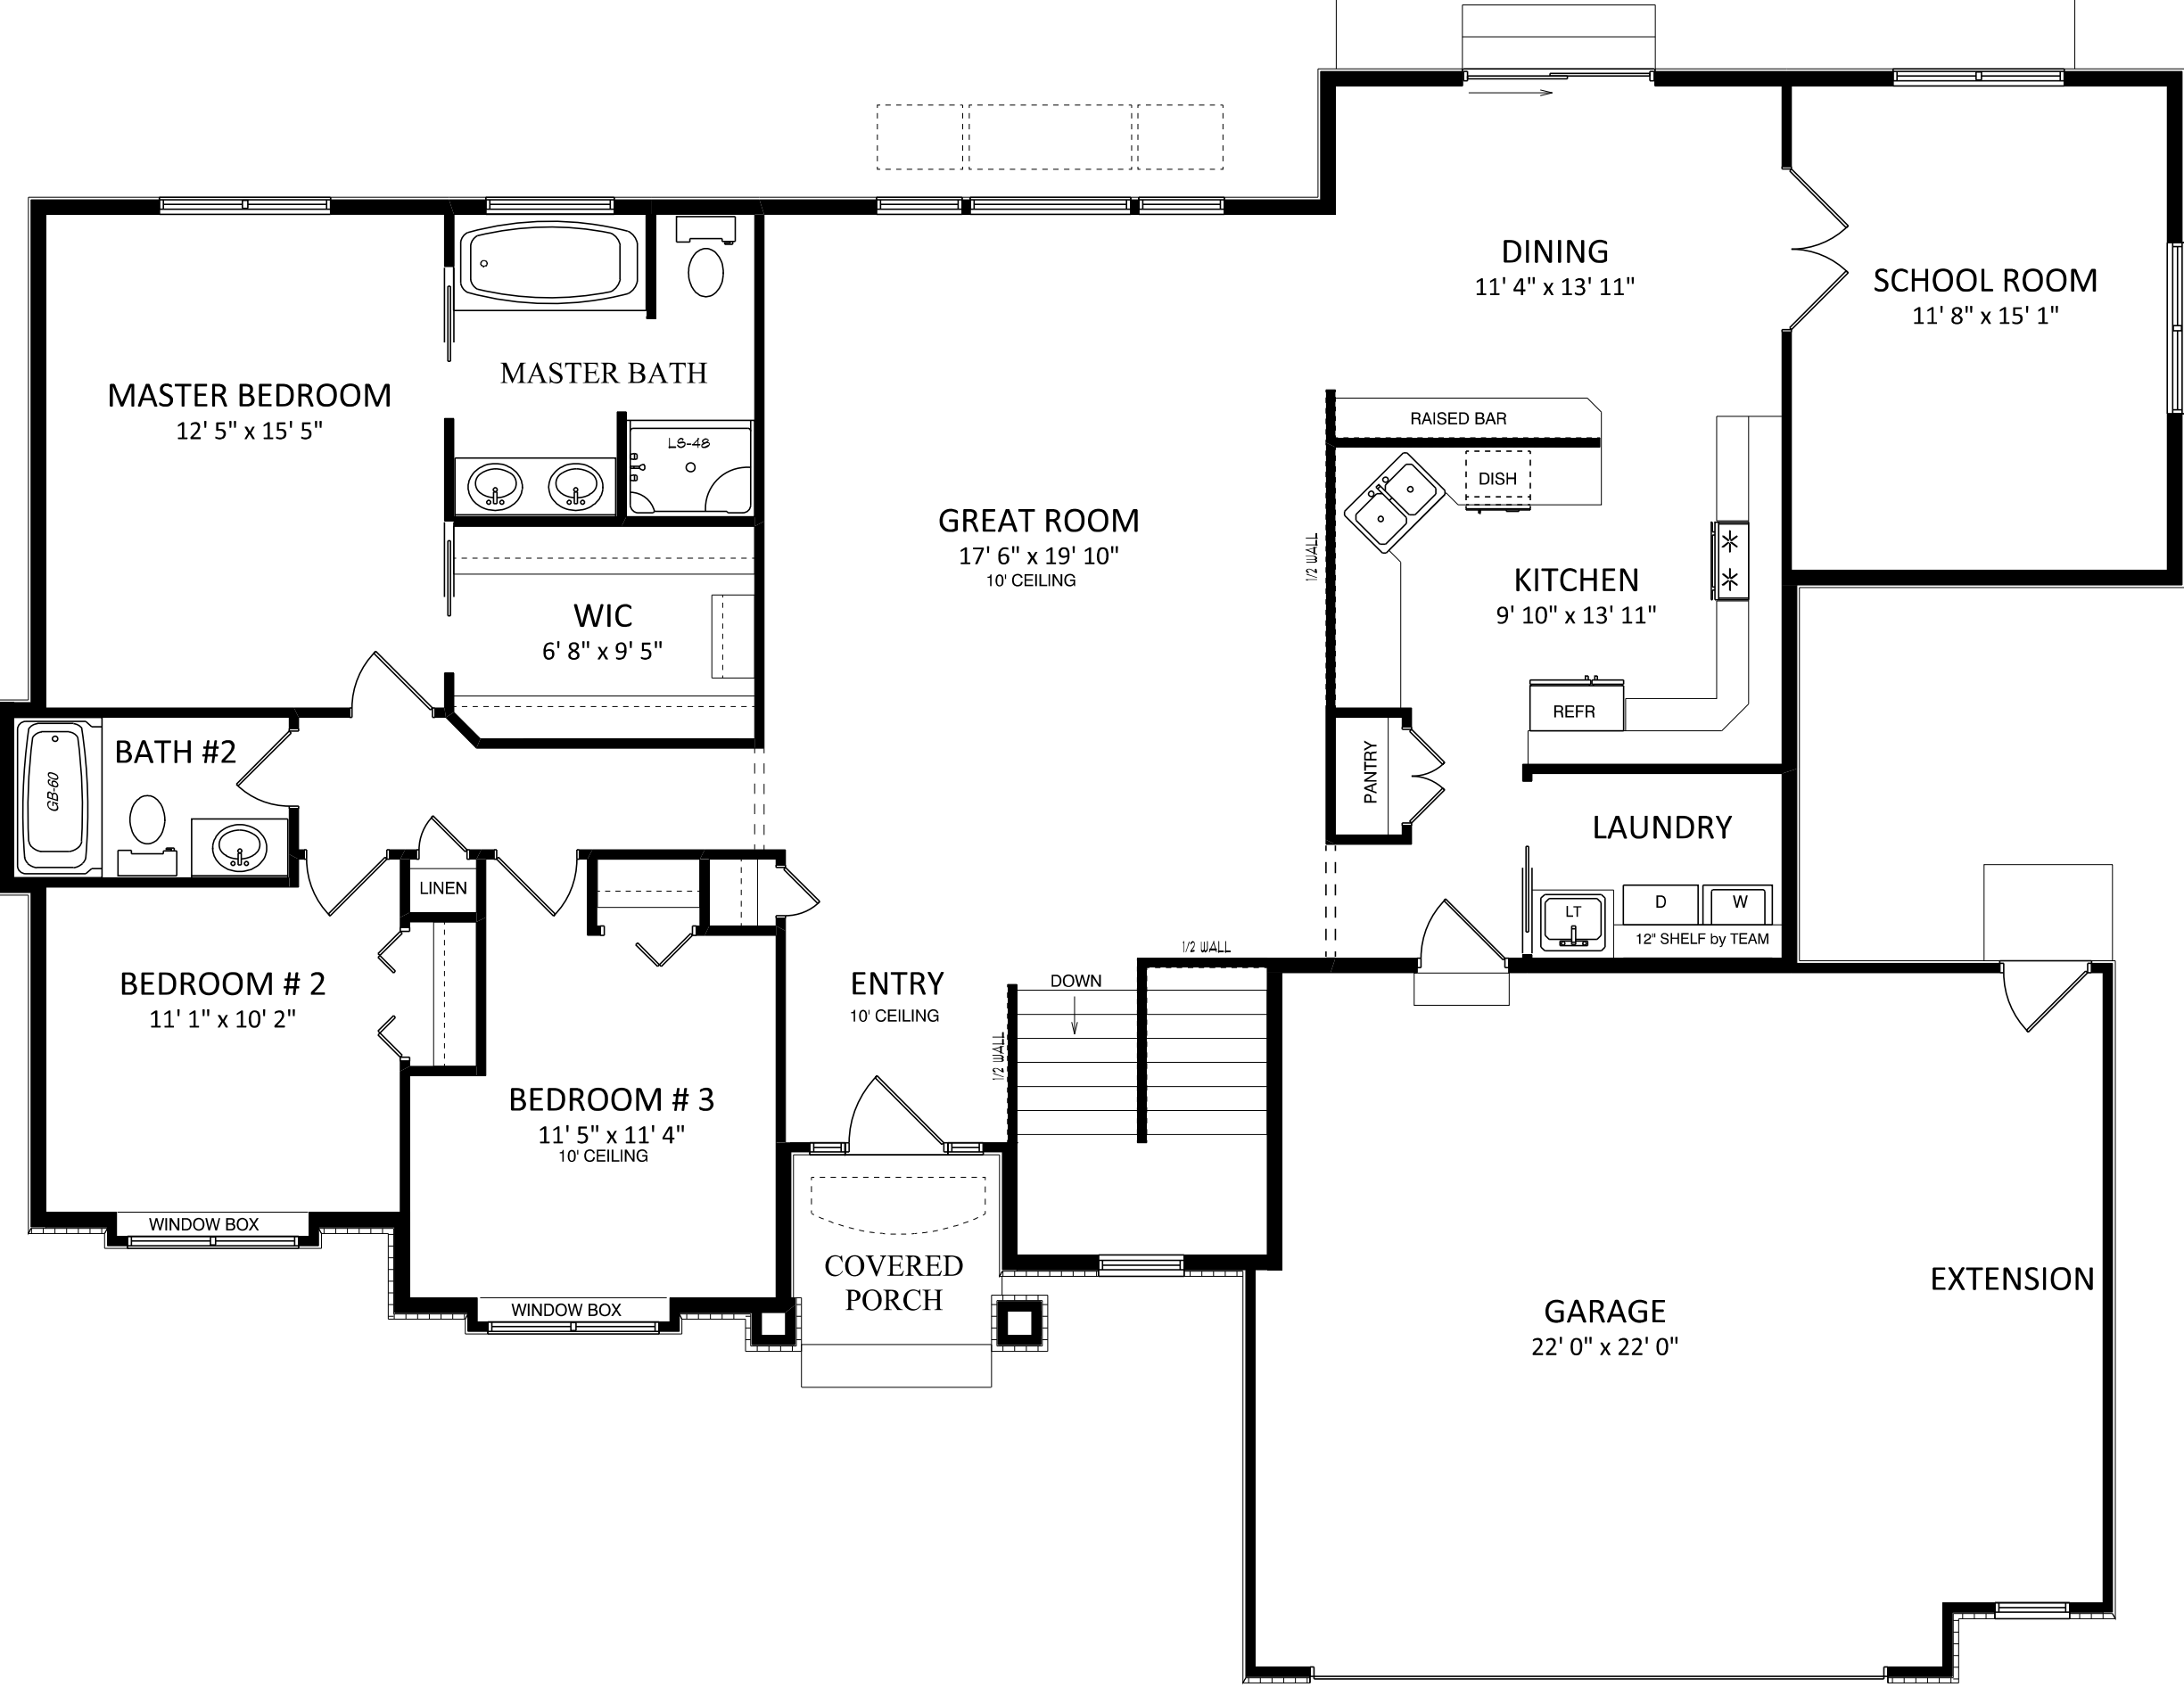 DINING
11' 4" x 13' 11"
SCHOOL ROOM
11' 8" x 15' 1"
MASTER BATH
MASTER BEDROOM
12' 5" x 15' 5"
RAISED BAR
LS-48
DISH
GREAT ROOM
17' 6" x 19' 10"
10' CEILING
1/2 WALL
KITCHEN
9' 10" x 13' 11"
WIC
6' 8" x 9' 5"
REFR
BATH #2
GB-60
PANTRY
LAUNDRY
LINEN
LT
D
W
12" SHELF by TEAM
1/2 WALL
BEDROOM # 2
11' 1" x 10' 2"
ENTRY
10' CEILING
DOWN
1/2 WALL
BEDROOM # 3
11' 5" x 11' 4"
10' CEILING
WINDOW BOX
COVERED
PORCH
EXTENSION
WINDOW BOX
GARAGE
22' 0" x 22' 0"